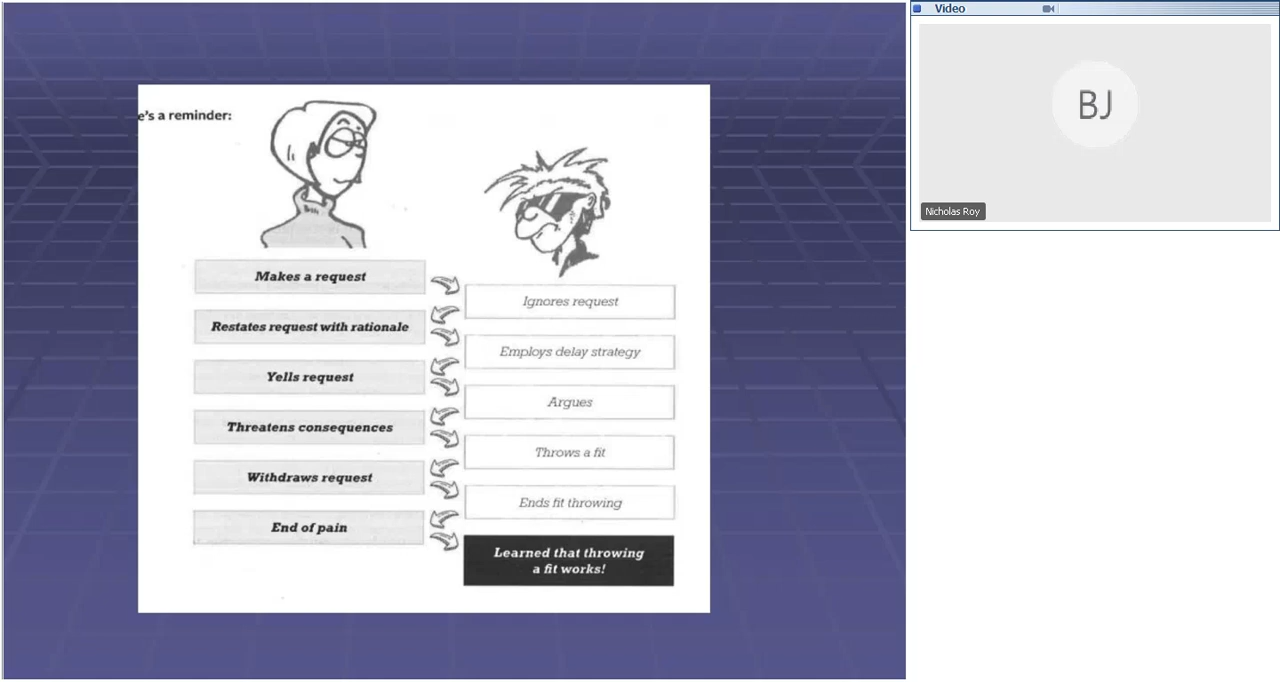 Video
BJ
Nicholas Roy
e's a reminder:
Makes a request
Ignores request
Restates request with rationale
Employs delay strategy
Yells request
Argues
Threatens consequences
Throws a fit
Withdraws request
Ends fit throwing
End of pain
Learned that throwing
a fit works!